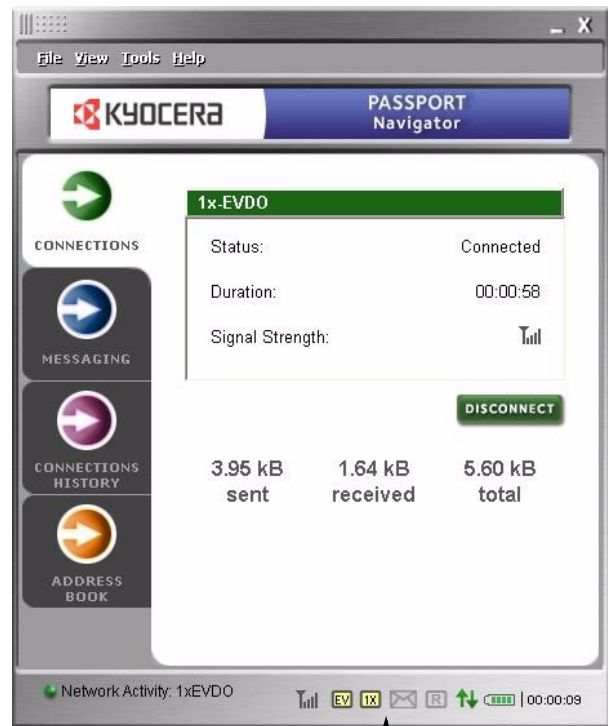 X
File View Tools Help
KYOCERA
PASSPORT
Navigator
CONNECTIONS
1x-EVDO
Status: Connected
Duration: 00:00:58
Signal Strength:
MESSAGING
DISCONNECT
CONNECTIONS
HISTORY
3.95 kB 1.64 kB 5.60 kB
sent received total
ADDRESS
BOOK
Network Activity: 1xEVDO EV 1X R 00:00:09